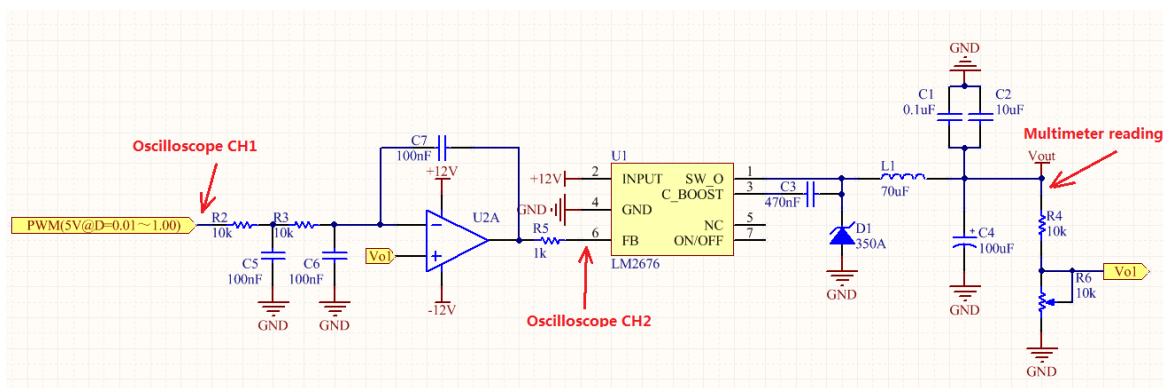 GND
C1
C2
0.1uF
10uF
Oscilloscope CH1
Multimeter reading
C7
100nF
U1
Vout
+12V
+12V
2
INPUT
SW_O
1
L1
C_BOOST
3
C3
70uF
470nF
GND
4
GND
R4
10k
PWM(5V@D=0.01～1.00)
R2
10k
R3
10k
U2A
NC
5
R5
1k
6
FB
ON/OFF
7
D1
350A
C4
100uF
Vo1
LM2676
C5
100nF
C6
100nF
R6
10k
Vo1
-12V
GND
GND
Oscilloscope CH2
GND
GND
GND